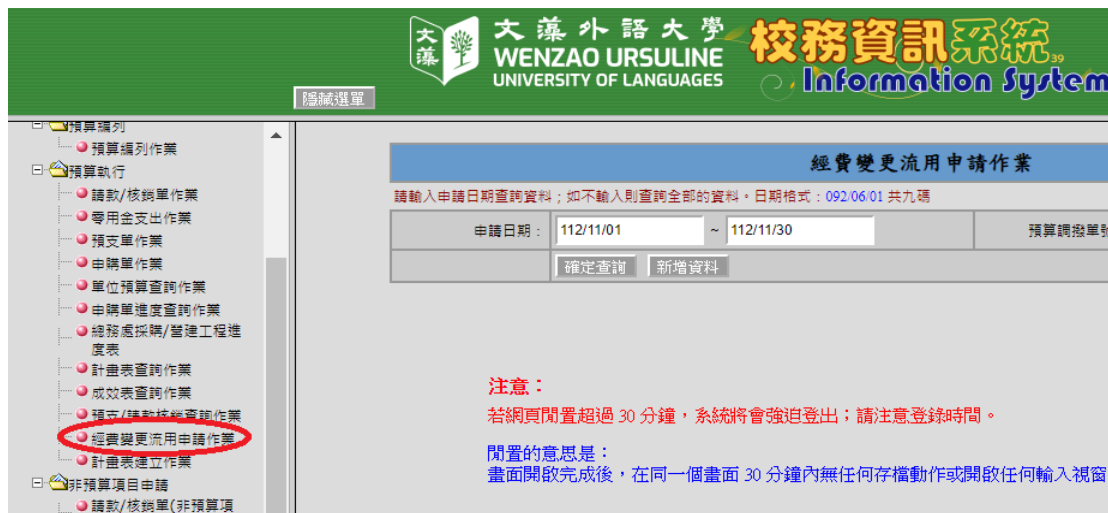 文藻
文藻外語大學
WENZAO URSULINE
UNIVERSITY OF LANGUAGES
校務資訊系統
39
Information System
隱藏選單
預算編列
預算編列作業
預算執行
請款/核銷單作業
零用金支出作業
預支單作業
申請單作業
單位預算查詢作業
申購單進度查詢作業
總務處採購/營建工程進
度表
計畫表查詢作業
成效表查詢作業
預支/請款核銷查詢作業
經費變更流用申請作業
計畫表建立作業
非預算項目申請
請款/核銷單(非預算項
經費變更流用申請作業
請輸入申請日期查詢資料；如不輸入則查詢全部的資料。日期格式：092/06/01 共九碼
申請日期： 112/11/01 ~ 112/11/30 預算調撥單號
確定查詢 新增資料
注意：
若網頁閒置超過 30 分鐘，系統將會強迫登出；請注意登錄時間。
閒置的意思是：
畫面開啟完成後，在同一個畫面 30 分鐘內無任何存檔動作或開啟任何輸入視窗